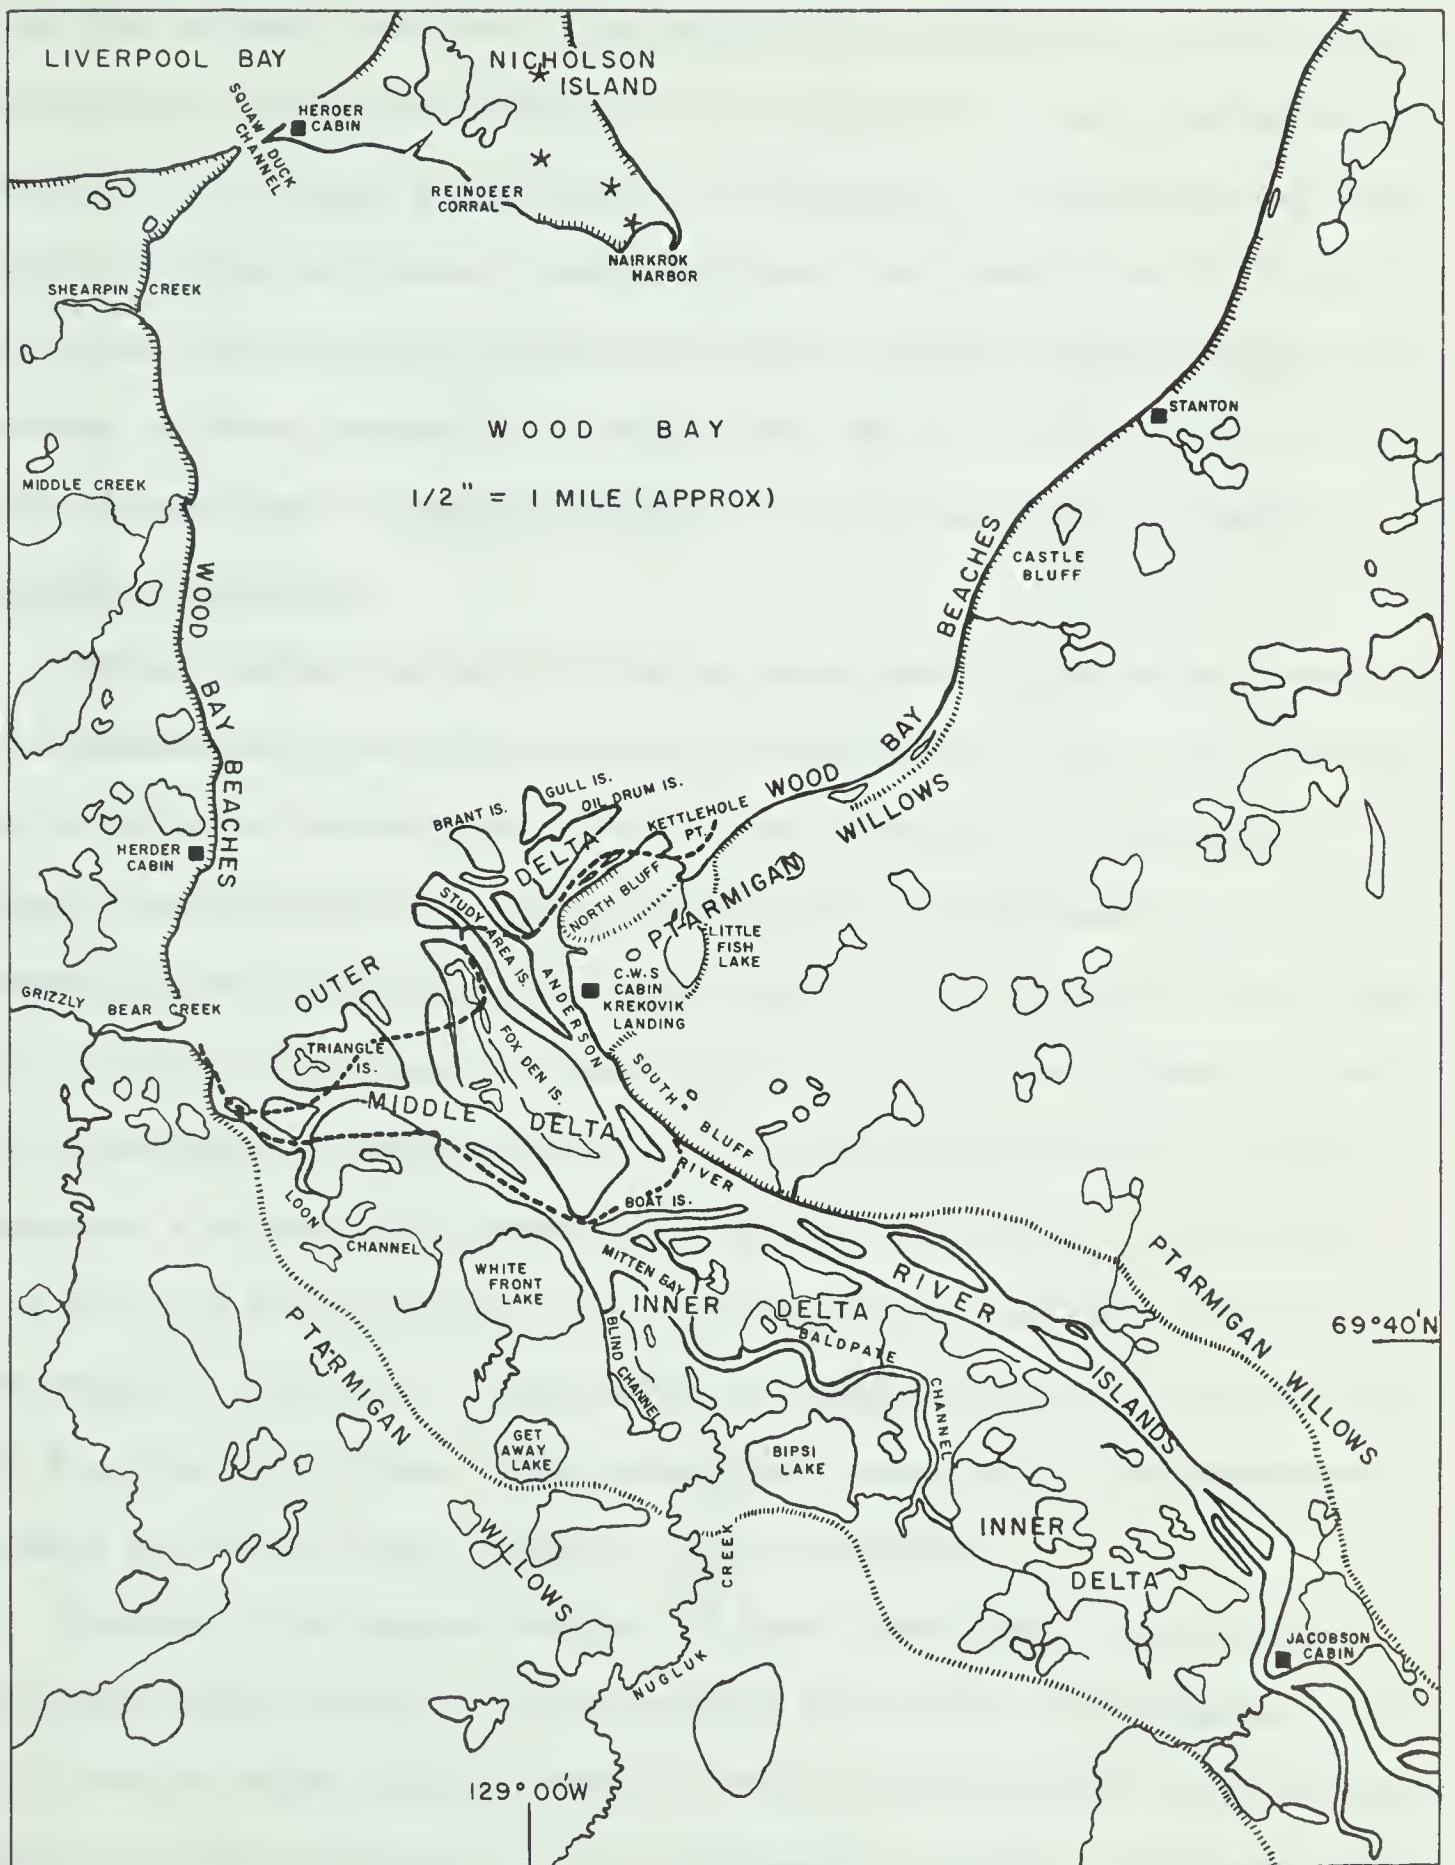 LIVERPOOL BAY
NICHOLSON
ISLAND
SQUAW DUCK
CHANNEL
HEROER
CABIN
REINOEER
CORRAL
NAIRKROK
HARBOR
SHEARPIN CREEK
STANTON
WOOD BAY
1/2" = 1 MILE (APPROX)
MIDDLE CREEK
CASTLE
BLUFF
WOOD BAY BEACHES
WOOD BAY BEACHES
PTARMIGAN WILLOWS
GULL IS.
OIL DRUM IS.
BRANT IS.
KETTLEHOLE
PT.
DELTA
HERDER
CABIN
NORTH BLUFF
STUDY AREA IS.
LITTLE
FISH
LAKE
OUTER
C.W.S
CABIN
KREKOVIK
LANDING
ANDERSON
GRIZZLY BEAR CREEK
TRIANGLE
IS.
FOX DEN IS.
SOUTH BLUFF
MIDDLE DELTA
RIVER
BOAT IS.
LOON CHANNEL
WHITE
FRONT
LAKE
MITTEN BAY
INNER DELTA
RIVER ISLANDS
PTARMIGAN WILLOWS
BALDPATE CHANNEL
69°40'N
BLIND CHANNEL
PTARMIGAN WILLOWS
GET
AWAY
LAKE
BIPSI
LAKE
INNER
DELTA
NUGLUK CREEK
JACOBSON
CABIN
129°00'W